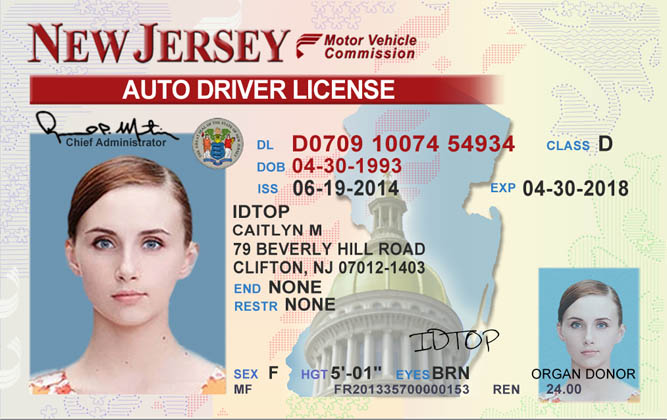 NEW JERSEY
Motor Vehicle
Commission
AUTO DRIVER LICENSE
Chief Administrator
DL D0709 10074 54934 CLASS D
DOB 04-30-1993
ISS 06-19-2014 EXP 04-30-2018
IDTOP
CAITLYN M
79 BEVERLY HILL ROAD
CLIFTON, NJ 07012-1403
END NONE
RESTR NONE
IDTOP
SEX F HGT 5'-01" EYES BRN ORGAN DONOR
MF FR201335700000153 REN 24.00